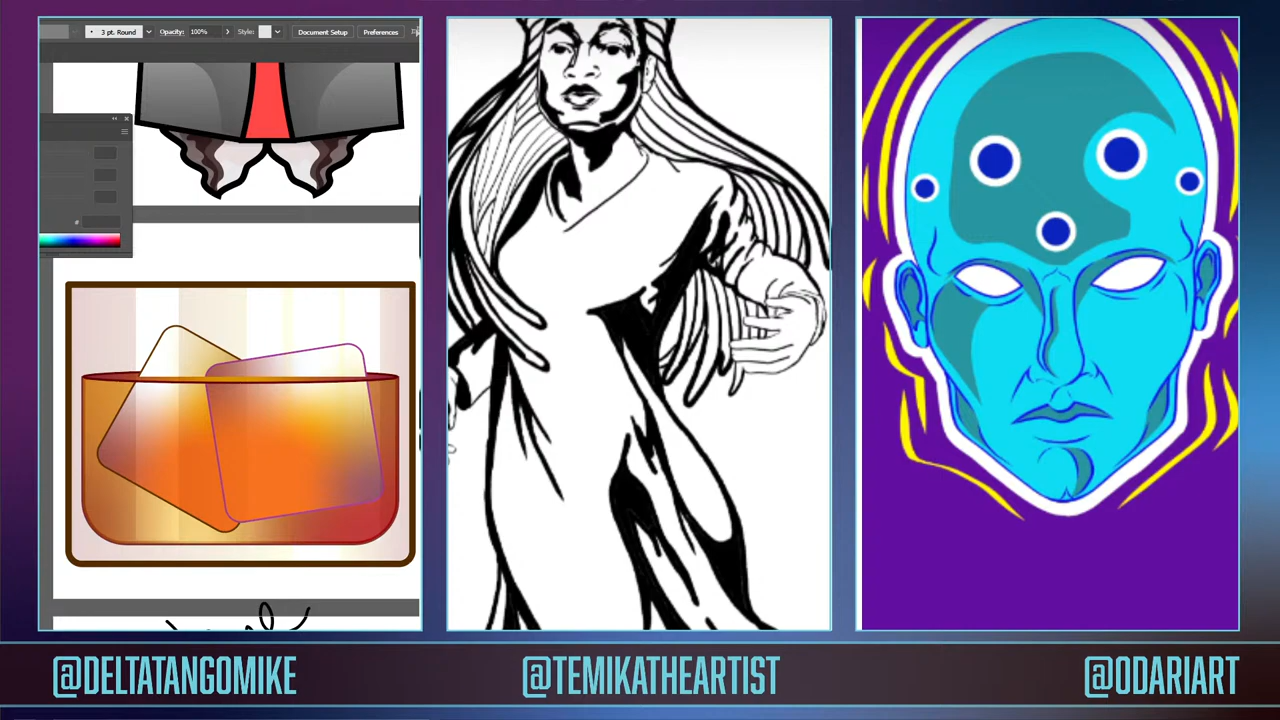 3 pt. Round Opacity: 100% Style: Document Setup Preferences
#
@DELTATANGOMIKE @TEMIKATHEARTIST @ODARIART